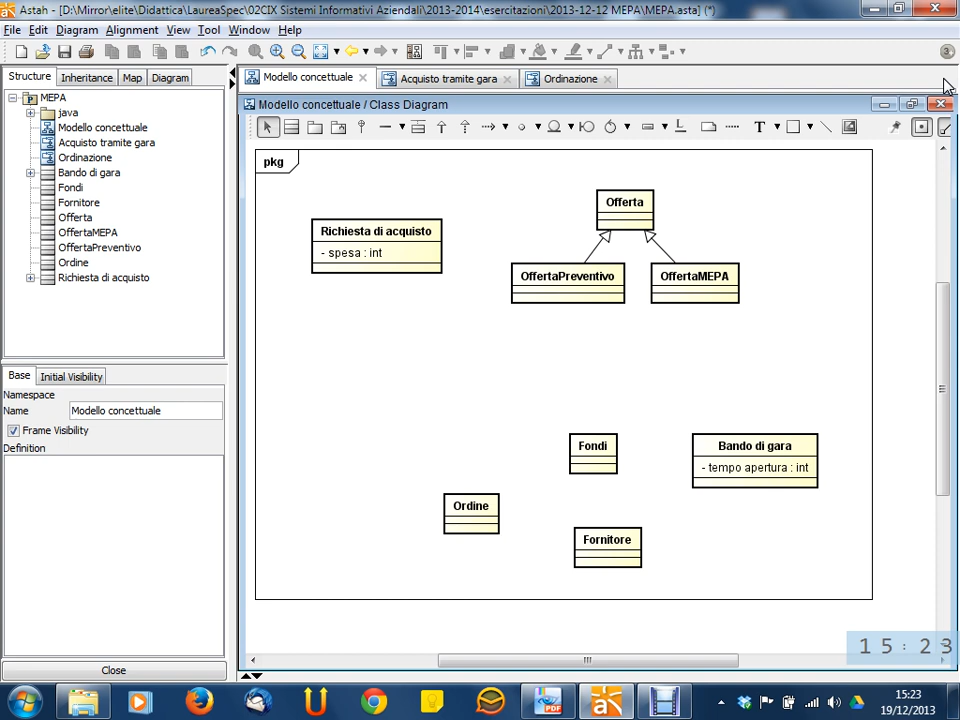 Astah - [D:\Mirror\elite\Didattica\LaureaSpec\02CIX Sistemi Informativi Aziendali\2013-2014\esercitazioni\2013-12-12 MEPA\MEPA.asta] (*)
File Edit Diagram Alignment View Tool Window Help
Structure Inheritance Map Diagram
Modello concettuale Acquisto tramite gara Ordinazione
MEPA
java
Modello concettuale
Acquisto tramite gara
Ordinazione
Bando di gara
Fondi
Fornitore
Offerta
OffertaMEPA
OffertaPreventivo
Ordine
Richiesta di acquisto
Base Initial Visibility
Namespace
Name Modello concettuale
Frame Visibility
Definition
Close
Modello concettuale / Class Diagram
T
pkg
Offerta
Richiesta di acquisto
- spesa : int
OffertaPreventivo
OffertaMEPA
Fondi
Bando di gara
- tempo apertura : int
Ordine
Fornitore
15:23
PDF
15:23
19/12/2013